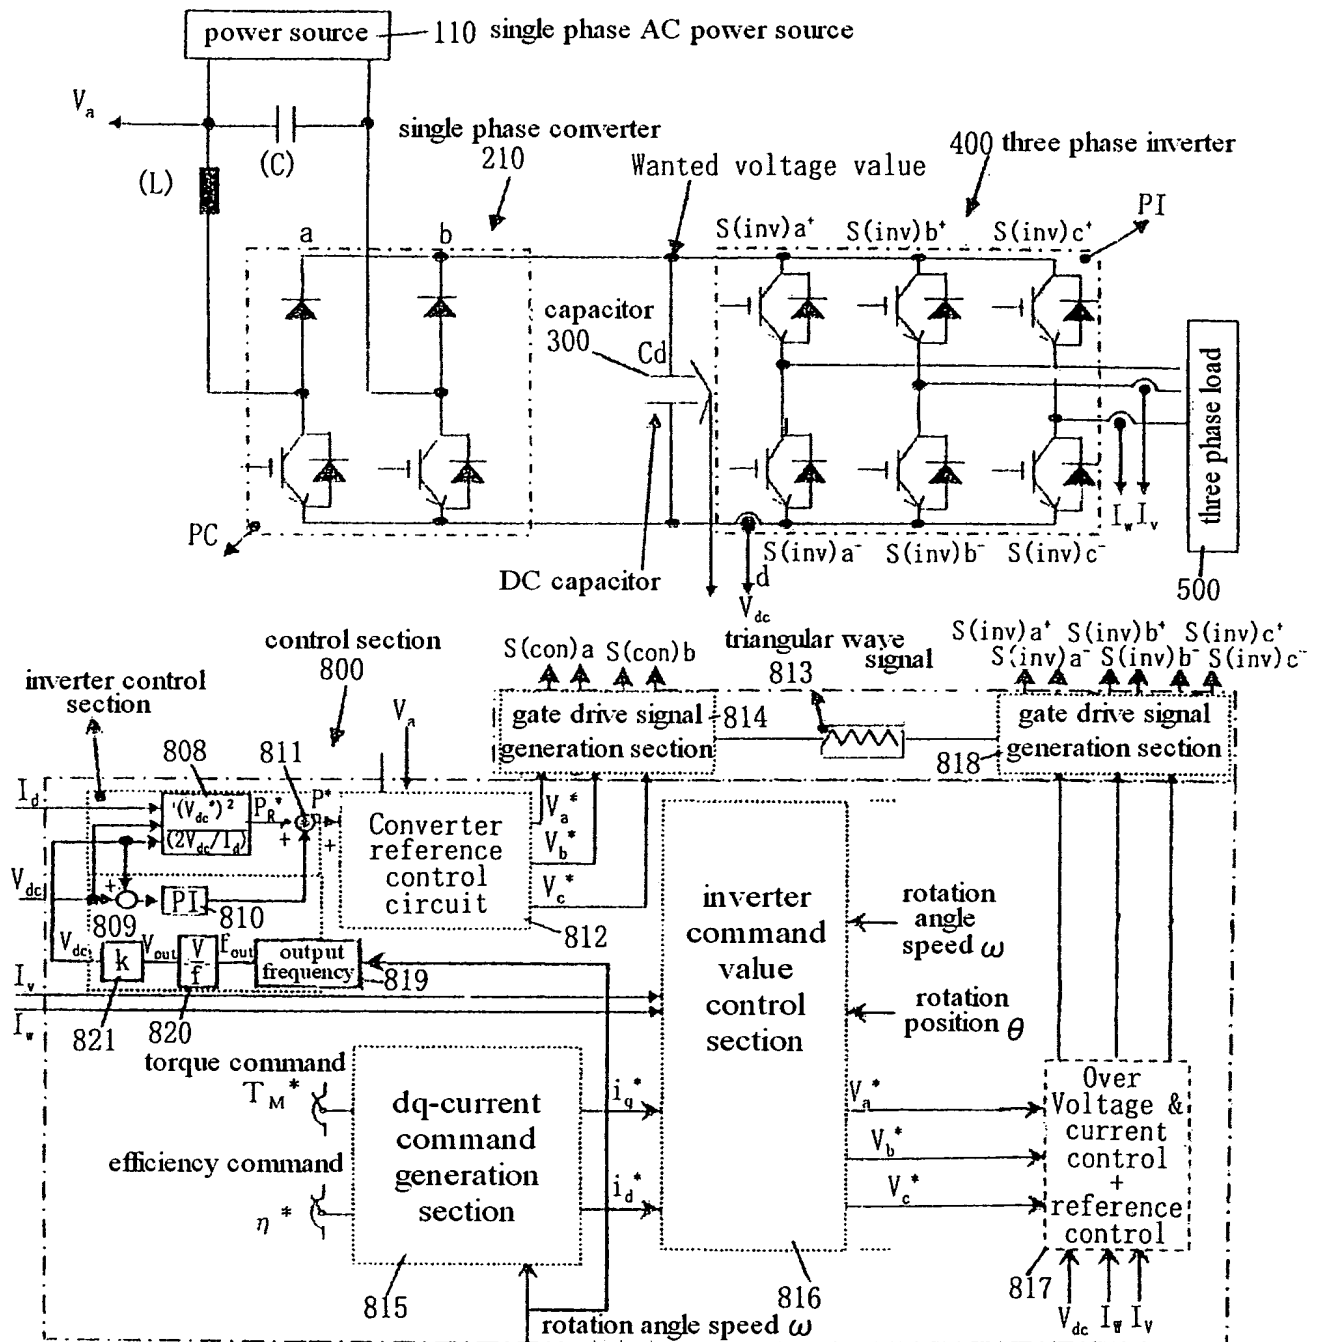 power source
110 single phase AC power source
Va
(C)
(L)
single phase converter
210
Wanted voltage value
400 three phase inverter
PI
a
b
S(inv)a⁺
S(inv)b⁺
S(inv)c⁺
capacitor
300
Cd
three phase load
Iw Iv
PC
DC capacitor
S(inv)a⁻
S(inv)b⁻
S(inv)c⁻
d
Vdc
500
control section
800
S(con)a
S(con)b
triangular wave
signal
813
S(inv)a⁺
S(inv)b⁺
S(inv)c⁺
S(inv)a⁻
S(inv)b⁻
S(inv)c⁻
inverter control
section
Va
gate drive signal
generation section
814
gate drive signal
generation section
818
808
811
Id
(Vdc*)²
(2Vdc/Id)
PR*
P*
+
+
Converter
reference
control
circuit
812
Va*
Vb*
Vc*
Vdc
+
PI
810
809
Vdc
k
Vout
V
f
fout
output
frequency
819
821
820
Iv
Iw
inverter
command
value
control
section
816
rotation
angle
speed ω
rotation
position θ
torque command
TM*
efficiency command
η*
dq-current
command
generation
section
815
iq*
id*
Va*
Vb*
Vc*
Over
Voltage &
current
control
+
reference
control
817
Vdc Iw Iv
rotation angle speed ω